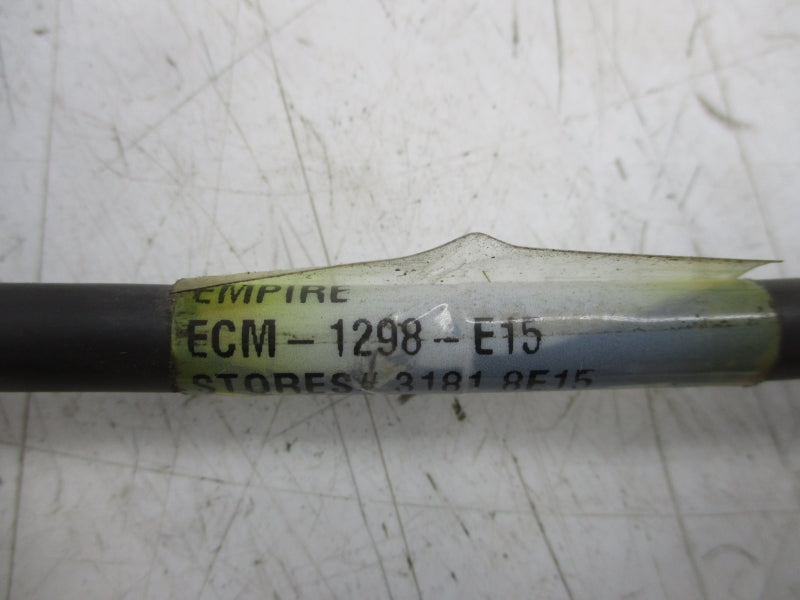 EMPIRE
ECM - 1298 - E15
STORES# 3181 8E15